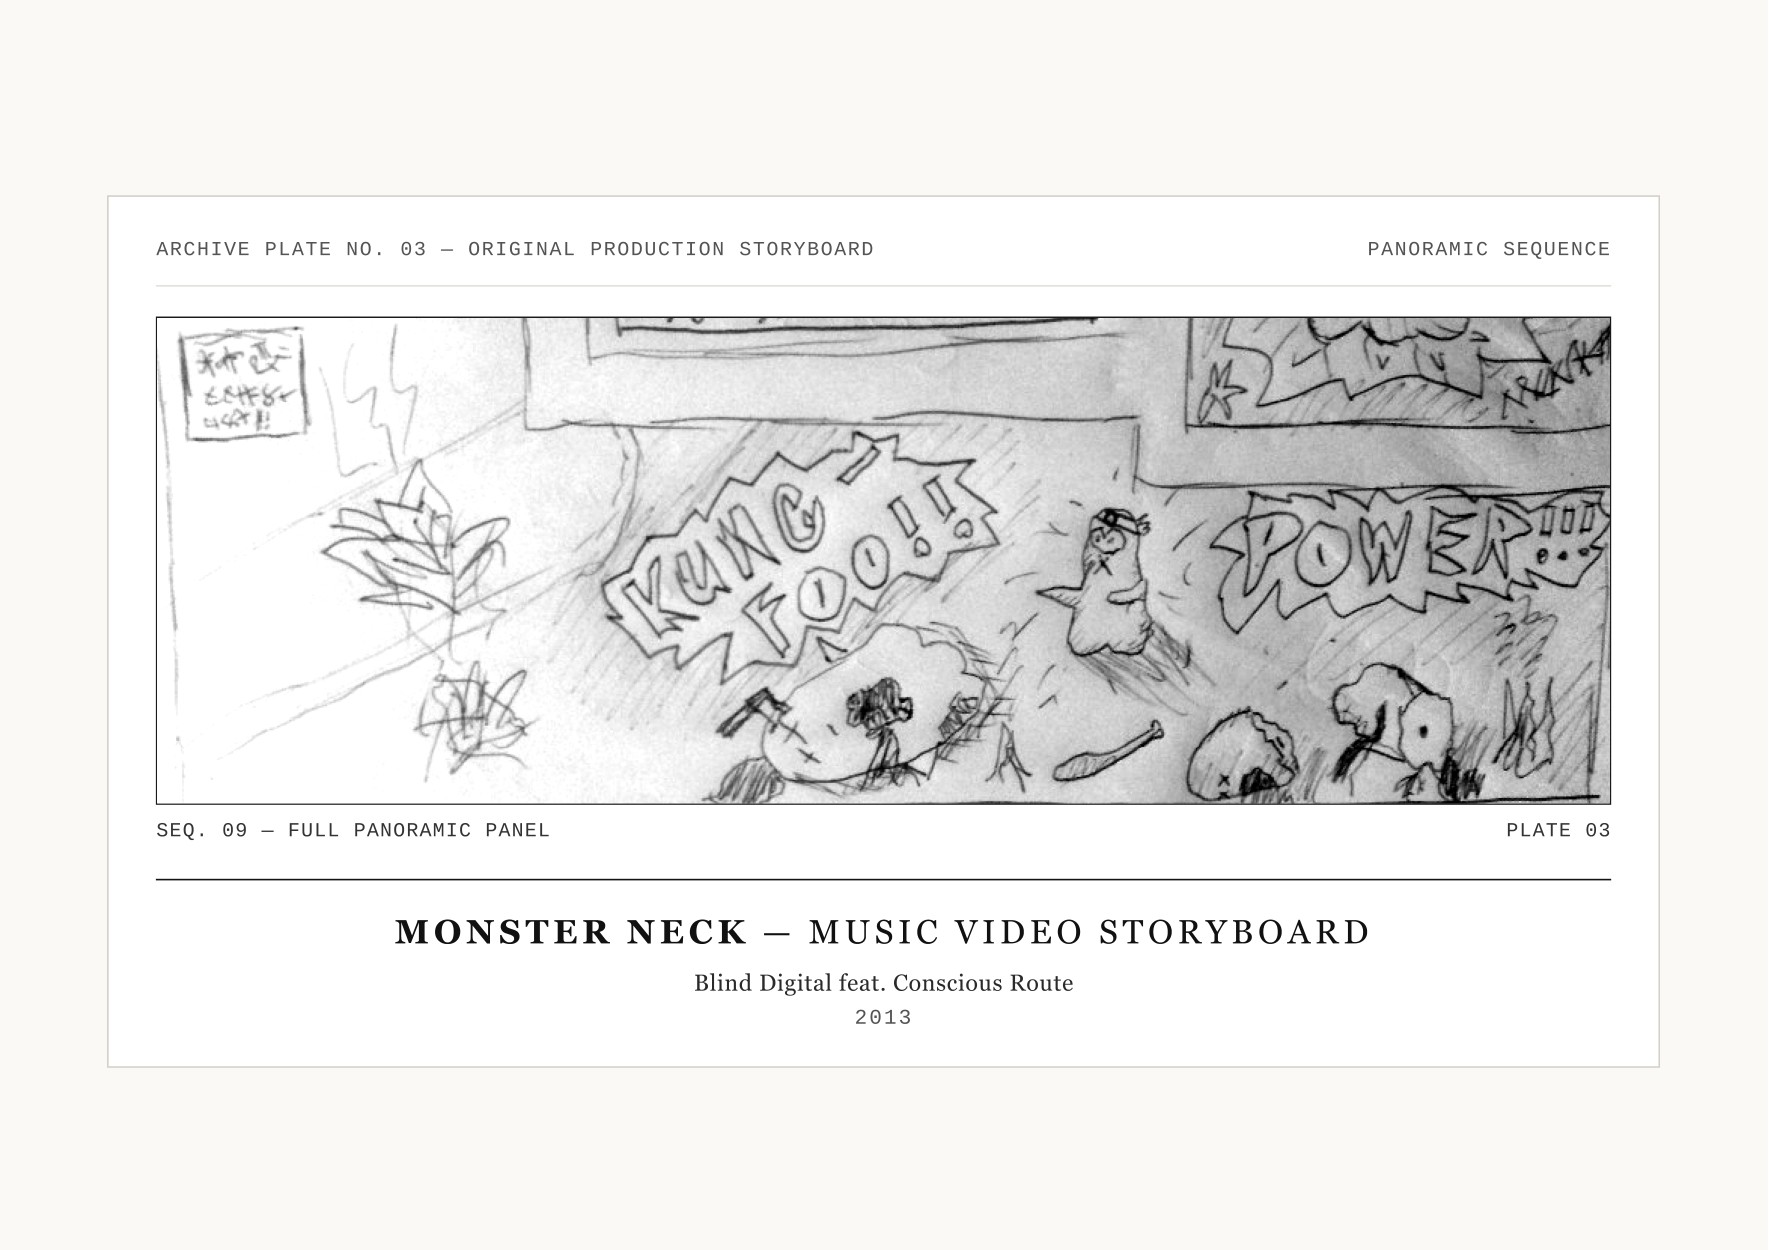 ARCHIVE PLATE NO. 03 — ORIGINAL PRODUCTION STORYBOARD
PANORAMIC SEQUENCE
KUNG
FOO!!
POWER!!!
SEQ. 09 — FULL PANORAMIC PANEL
PLATE 03
MONSTER NECK — MUSIC VIDEO STORYBOARD
Blind Digital feat. Conscious Route
2013